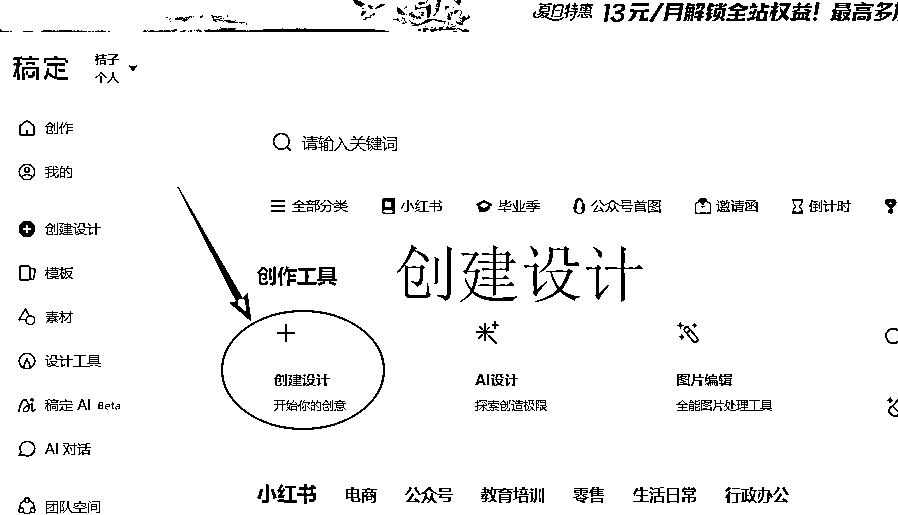 夏日特惠 13元/月解锁全站权益！最高多
稿定
桔子
个人
创作
我的
创建设计
模板
素材
设计工具
稿定 AI Beta
AI 对话
团队空间
请输入关键词
全部分类 小红书 毕业季 公众号首图 邀请函 倒计时
创作工具
创建设计
创建设计
开始你的创意
AI设计
探索创造极限
图片编辑
全能图片处理工具
小红书 电商 公众号 教育培训 零售 生活日常 行政办公